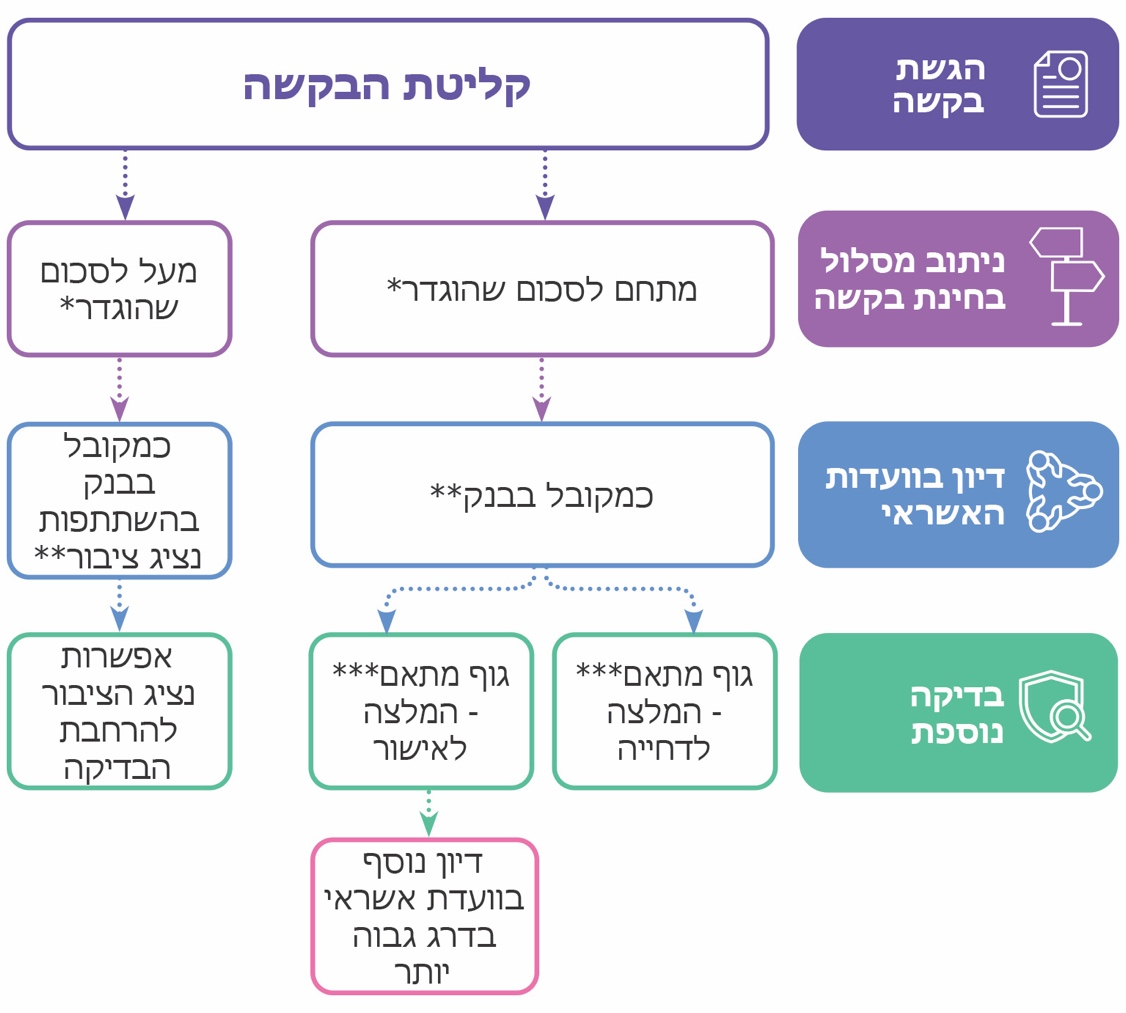 הגשת
בקשה
קליטת הבקשה
ניתוב מסלול
בחינת בקשה
מתחם לסכום שהוגדר*
מעל לסכום
שהוגדר*
דיון בוועדות
האשראי
כמקובל בבנק**
כמקובל
בבנק
בהשתתפות
נציג ציבור**
בדיקה
נוספת
גוף מתאם***
- המלצה
לדחייה
גוף מתאם***
- המלצה
לאישור
אפשרות
נציג הציבור
להרחבת
הבדיקה
דיון נוסף
בוועדת אשראי
בדרג גבוה
יותר